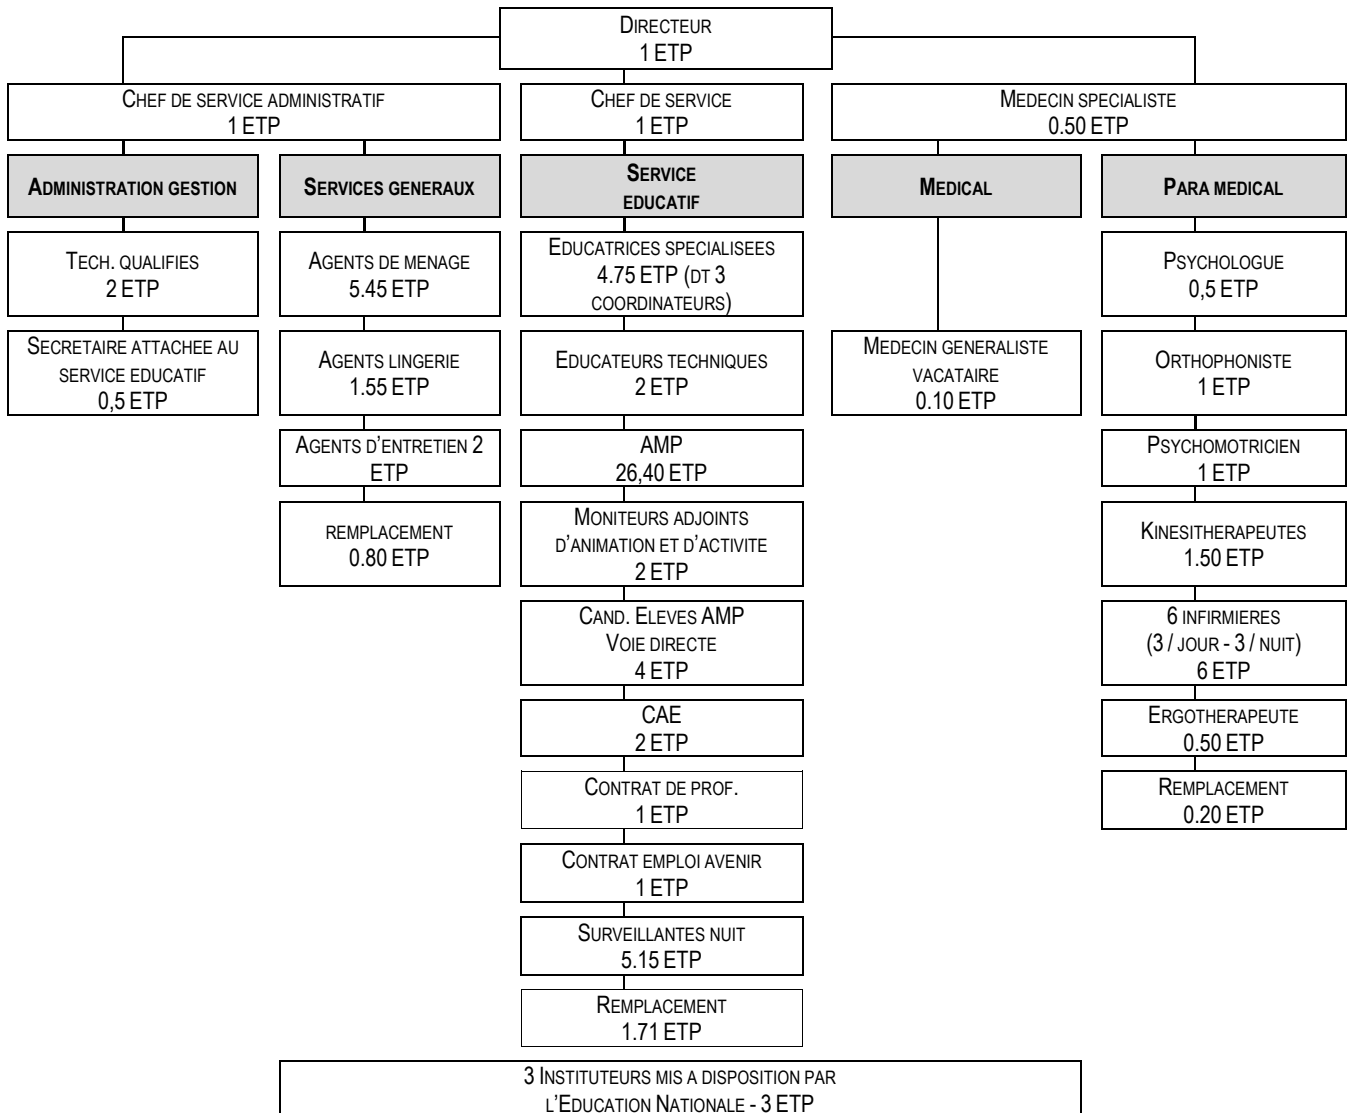 DIRECTEUR
1 ETP
CHEF DE SERVICE ADMINISTRATIF
1 ETP
CHEF DE SERVICE
1 ETP
MEDECIN SPECIALISTE
0.50 ETP
ADMINISTRATION GESTION
SERVICES GENERAUX
SERVICE
EDUCATIF
MEDICAL
PARA MEDICAL
TECH. QUALIFIES
2 ETP
SECRETAIRE ATTACHEE AU
SERVICE EDUCATIF
0,5 ETP
AGENTS DE MENAGE
5.45 ETP
AGENTS LINGERIE
1.55 ETP
AGENTS D'ENTRETIEN 2
ETP
REMPLACEMENT
0.80 ETP
EDUCATRICES SPECIALISEES
4.75 ETP (DT 3
COORDINATEURS)
EDUCATEURS TECHNIQUES
2 ETP
AMP
26,40 ETP
MONITEURS ADJOINTS
D'ANIMATION ET D'ACTIVITE
2 ETP
CAND. ELEVES AMP
VOIE DIRECTE
4 ETP
CAE
2 ETP
CONTRAT DE PROF.
1 ETP
CONTRAT EMPLOI AVENIR
1 ETP
SURVEILLANTES NUIT
5.15 ETP
REMPLACEMENT
1.71 ETP
MEDECIN GENERALISTE
VACATAIRE
0.10 ETP
PSYCHOLOGUE
0,5 ETP
ORTHOPHONISTE
1 ETP
PSYCHOMOTRICIEN
1 ETP
KINESITHERAPEUTES
1.50 ETP
6 INFIRMIERES
(3 / JOUR - 3 / NUIT)
6 ETP
ERGOTHERAPEUTE
0.50 ETP
REMPLACEMENT
0.20 ETP
3 INSTITUTEURS MIS A DISPOSITION PAR
L'EDUCATION NATIONALE - 3 ETP